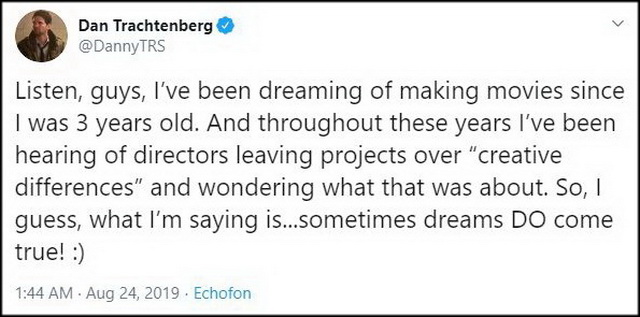 Dan Trachtenberg
@DannyTRS
Listen, guys, I’ve been dreaming of making movies since
I was 3 years old. And throughout these years I’ve been
hearing of directors leaving projects over “creative
differences” and wondering what that was about. So, I
guess, what I’m saying is...sometimes dreams DO come
true! :)
1:44 AM · Aug 24, 2019 · Echofon